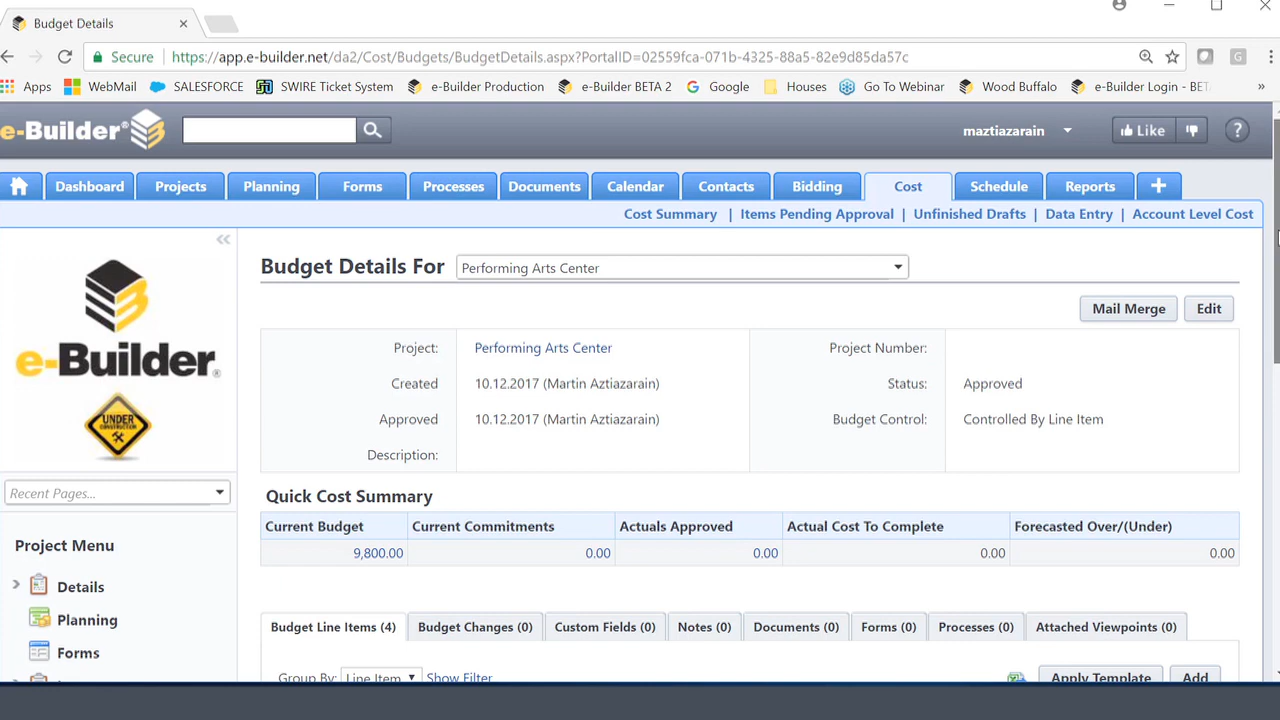 Budget Details
Secure https://app.e-builder.net/da2/Cost/Budgets/BudgetDetails.aspx?PortalID=02559fca-071b-4325-88a5-82e9d85da57c
Apps WebMail SALESFORCE SWIRE Ticket System e-Builder Production e-Builder BETA 2 Google Houses Go To Webinar Wood Buffalo e-Builder Login - BET »
e-Builder® maztiazarain Like ?
Dashboard Projects Planning Forms Processes Documents Calendar Contacts Bidding Cost Schedule Reports +
Cost Summary | Items Pending Approval | Unfinished Drafts | Data Entry | Account Level Cost
Budget Details For Performing Arts Center
Mail Merge Edit
e-Builder®
UNDER
CONSTRUCTION
Project: Performing Arts Center Project Number:
Created 10.12.2017 (Martin Aztiazarain) Status: Approved
Approved 10.12.2017 (Martin Aztiazarain) Budget Control: Controlled By Line Item
Description:
Recent Pages...
Quick Cost Summary
Current Budget Current Commitments Actuals Approved Actual Cost To Complete Forecasted Over/(Under)
9,800.00 0.00 0.00 0.00 0.00
Project Menu
Details
Planning
Forms
Budget Line Items (4) Budget Changes (0) Custom Fields (0) Notes (0) Documents (0) Forms (0) Processes (0) Attached Viewpoints (0)
Group By: Line Item Show Filter Apply Template Add